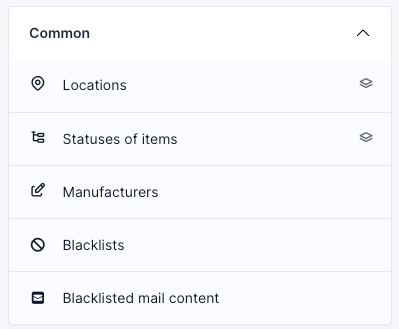 Common
Locations
Statuses of items
Manufacturers
Blacklists
Blacklisted mail content